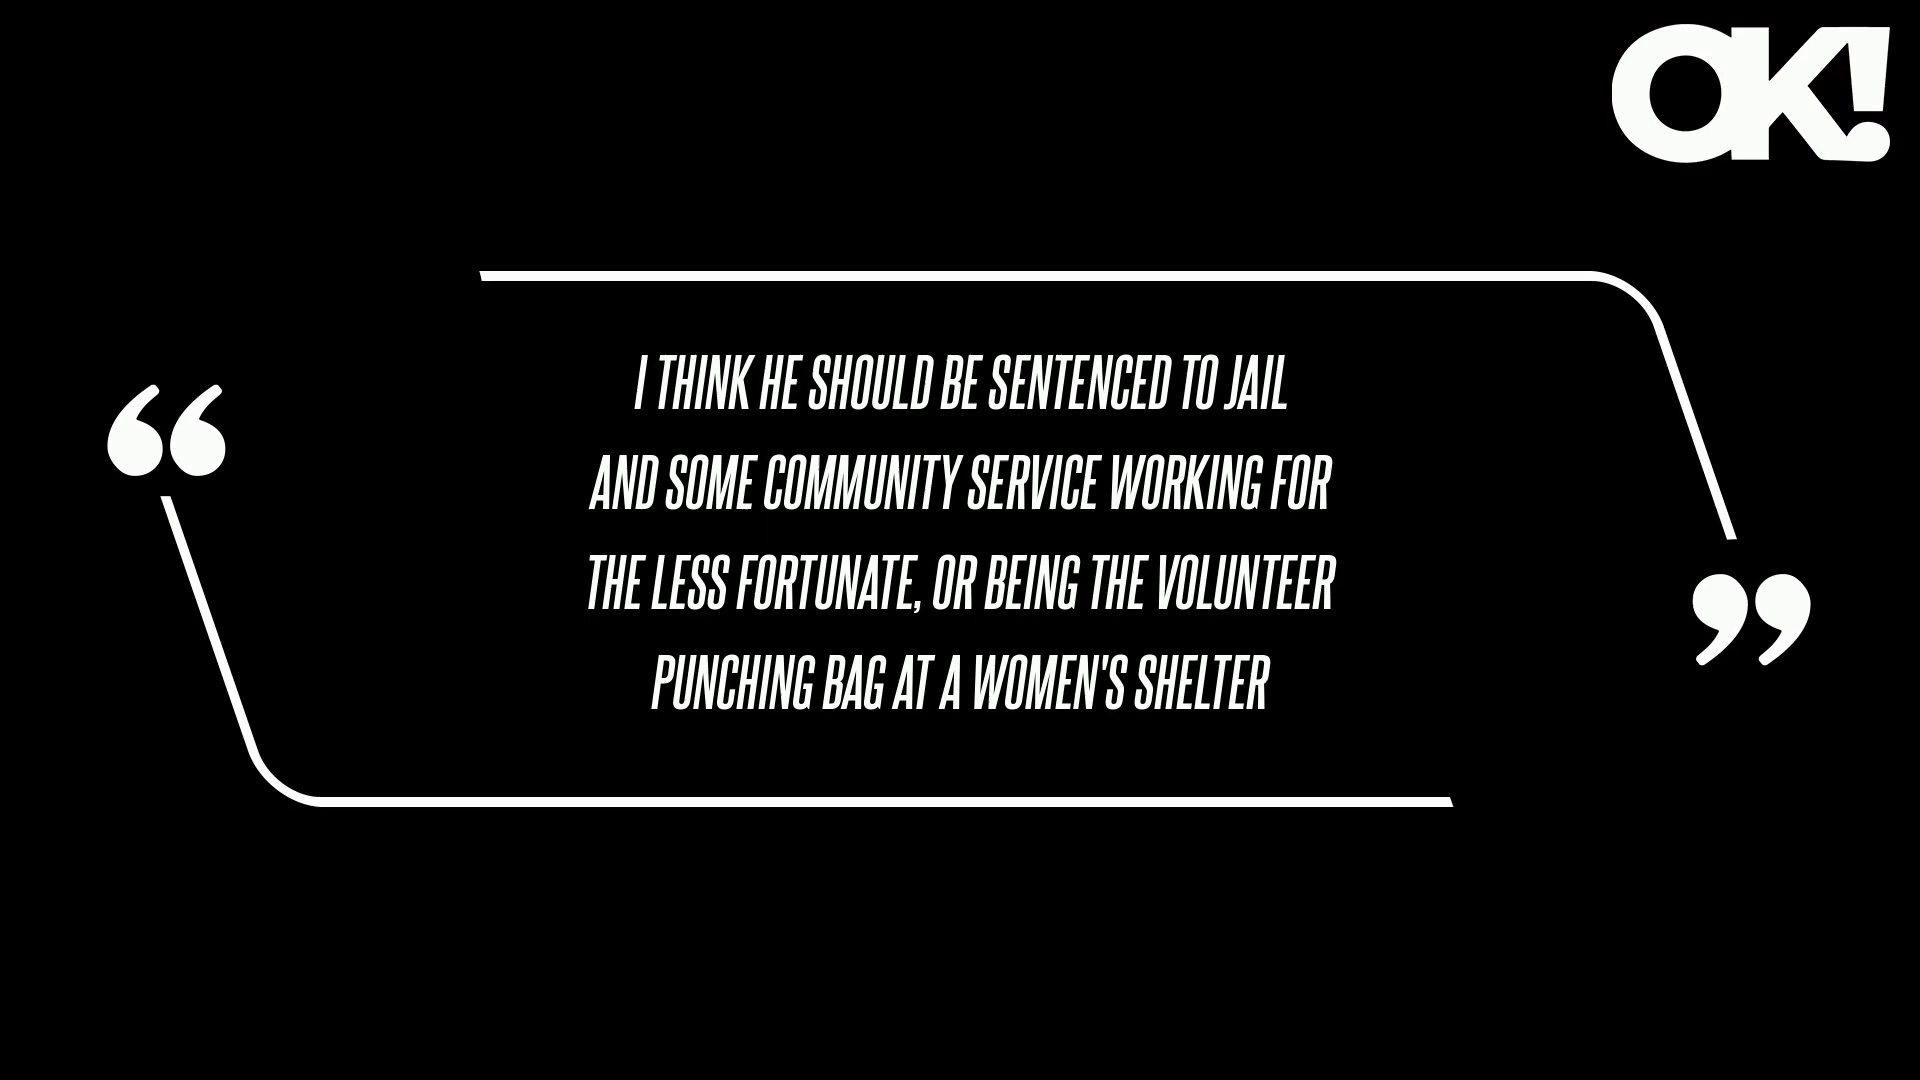 OK!
“
I THINK HE SHOULD BE SENTENCED TO JAIL
AND SOME COMMUNITY SERVICE WORKING FOR
THE LESS FORTUNATE, OR BEING THE VOLUNTEER
PUNCHING BAG AT A WOMEN'S SHELTER
”